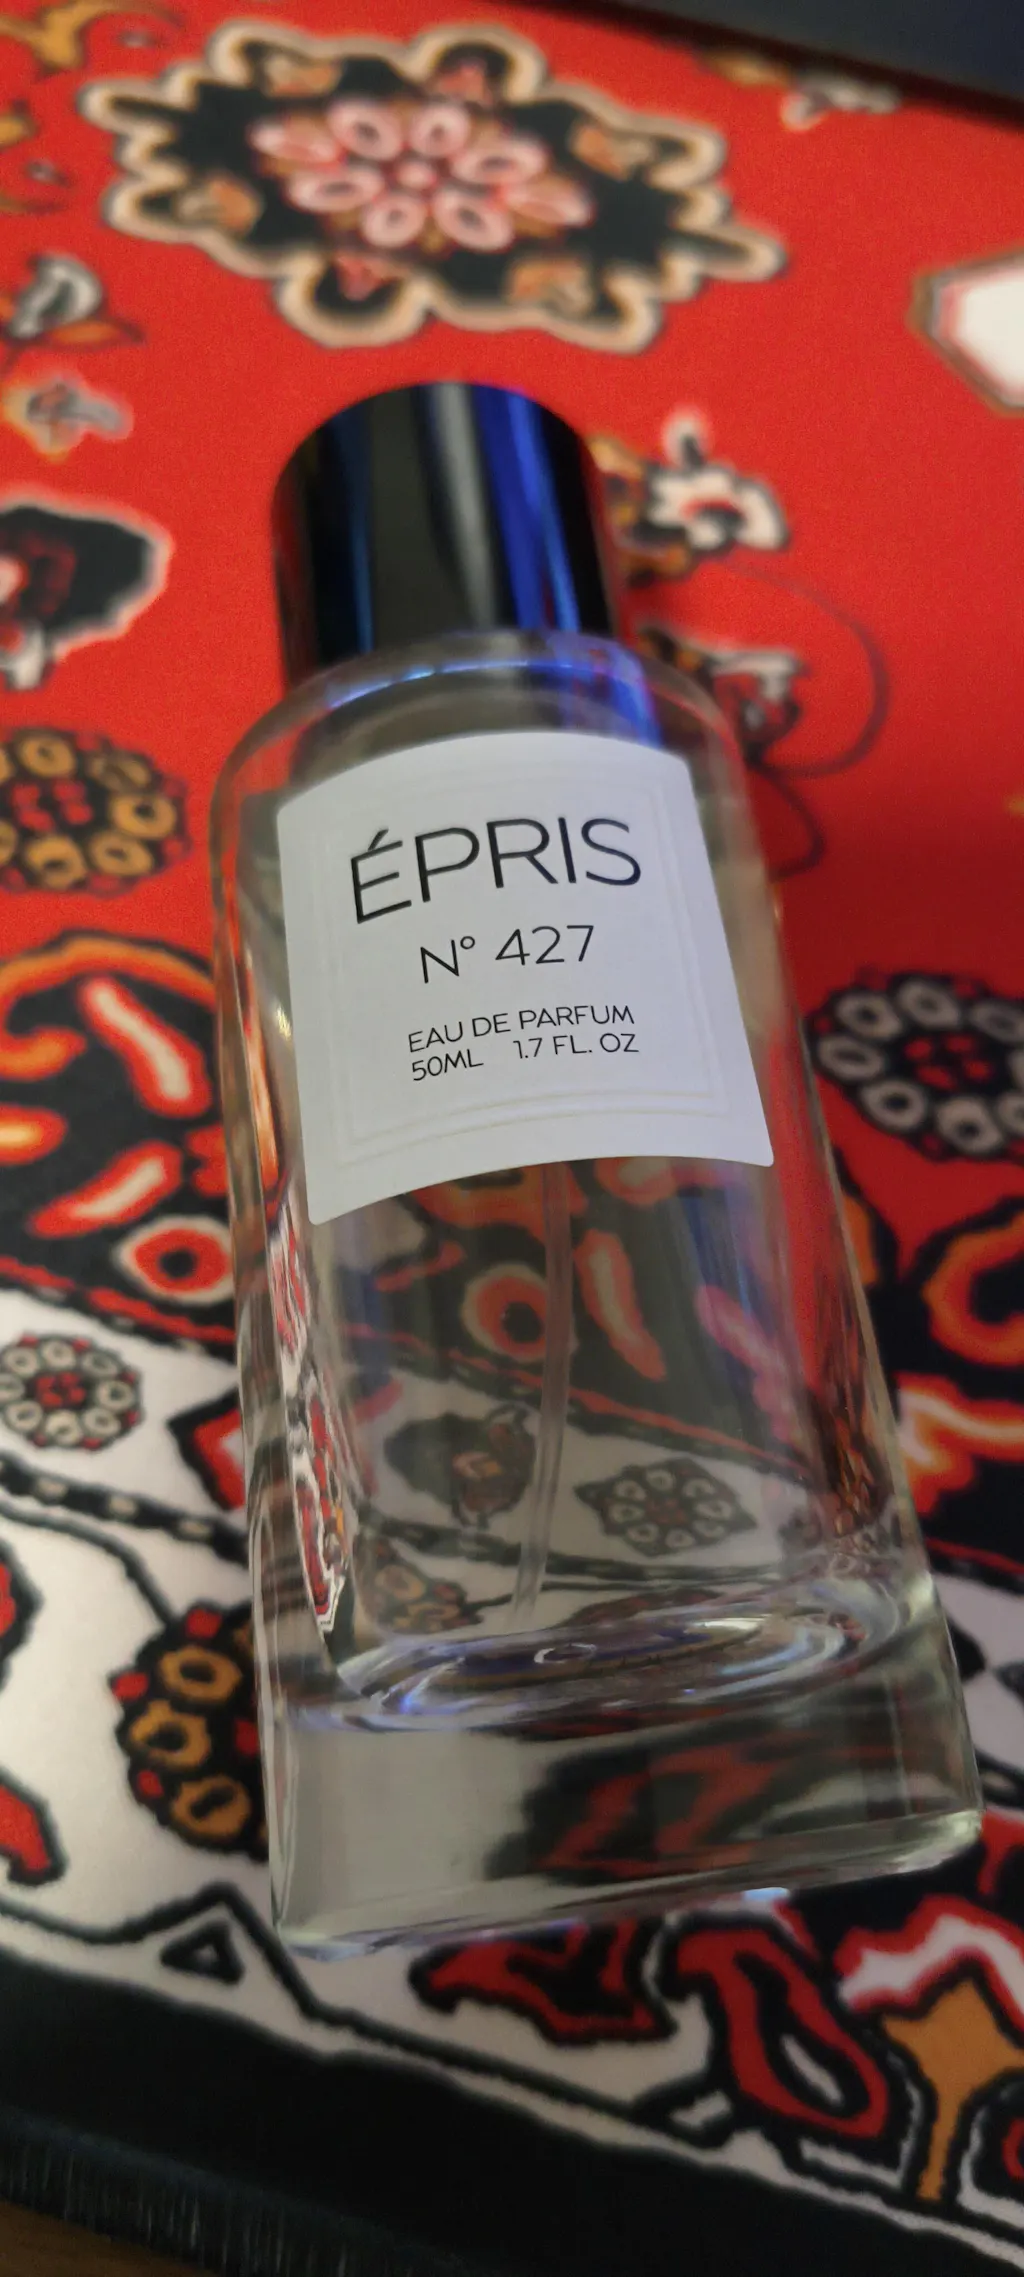 ÉPRIS
N° 427
EAU DE PARFUM
50ML 1.7 FL. OZ